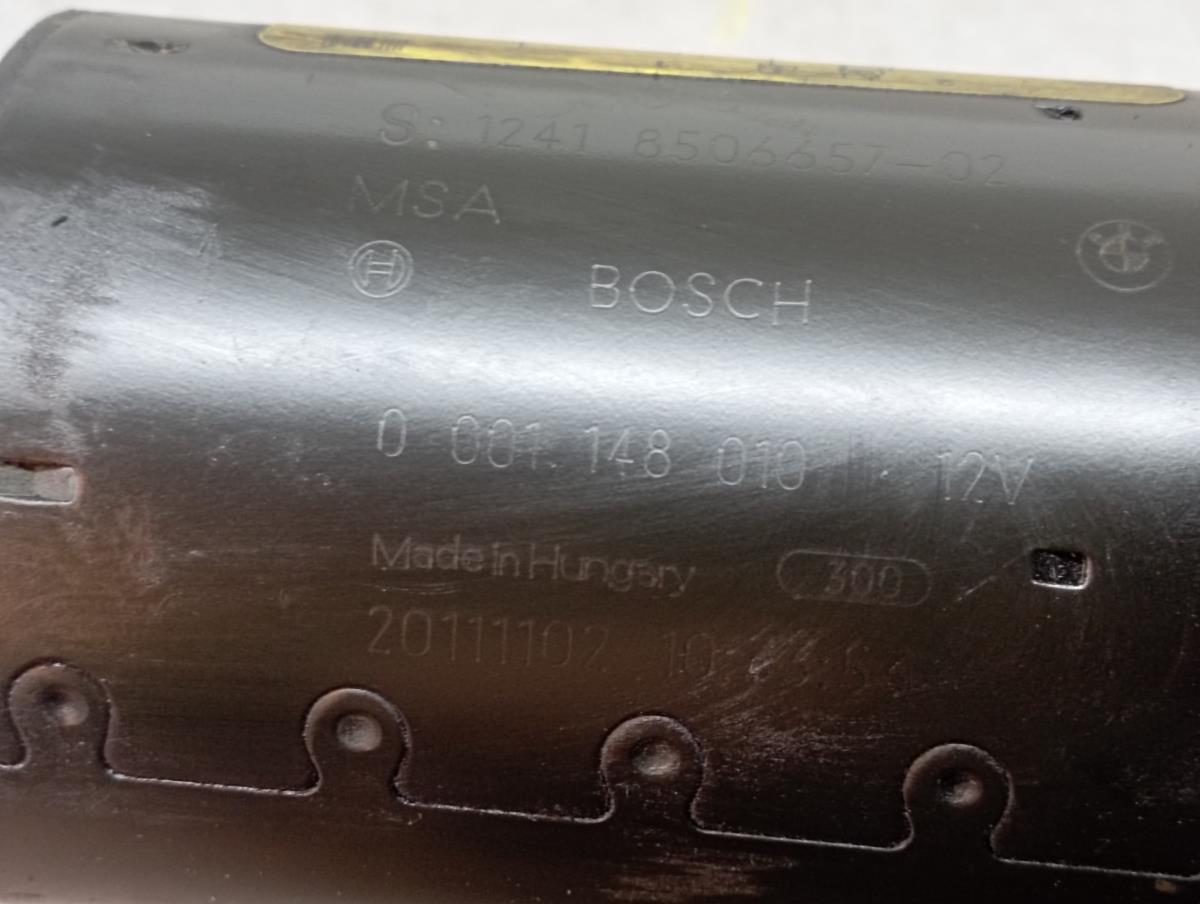 S: 1241 8506657-02
MSA
BOSCH
0 001 148 010 12V
Made in Hungary 300
20111102